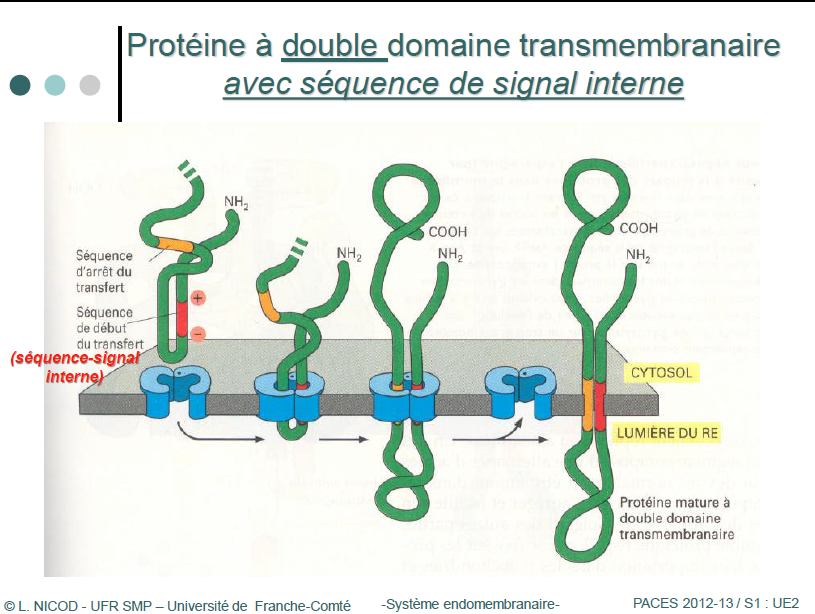 Protéine à double domaine transmembranaire
avec séquence de signal interne
NH2
COOH
NH2
NH2
COOH
NH2
Séquence
d'arrêt du
transfert
+
Séquence
de début
du transfert
−
(séquence-signal
interne)
CYTOSOL
LUMIÈRE DU RE
Protéine mature à
double domaine
transmembranaire
© L. NICOD - UFR SMP – Université de Franche-Comté
-Système endomembranaire-
PACES 2012-13 / S1 : UE2